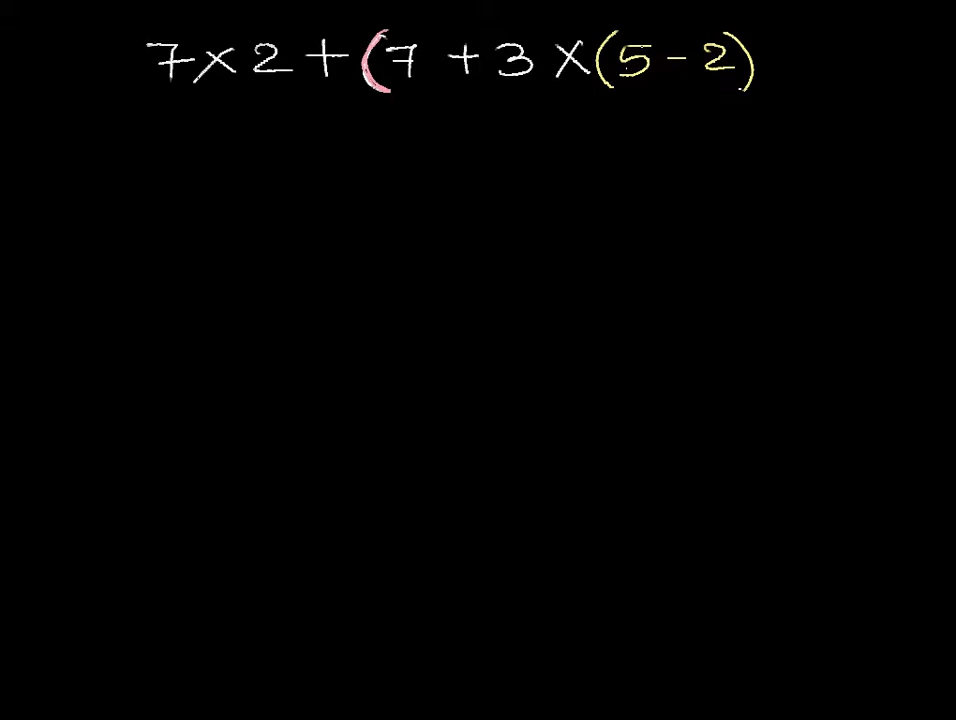 7 × 2 + (7 + 3 × (5 - 2)